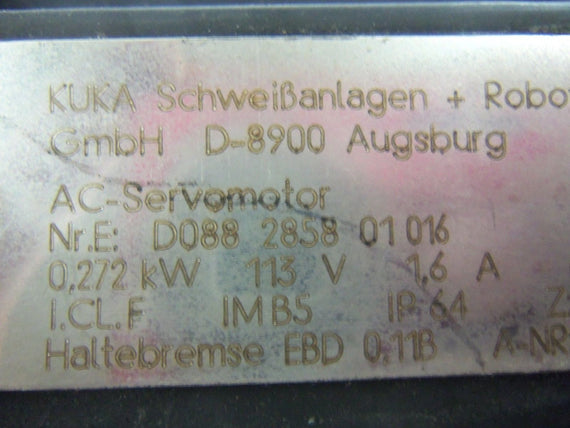 KUKA Schweißanlagen + Robo
GmbH D-8900 Augsburg
AC-Servomotor
Nr.E: D088 2858 01 016
0,272 kW 113 V 1,6 A
I.CL.F IM B5 IP 64 Z
Haltebremse EBD 0,11B A-NR